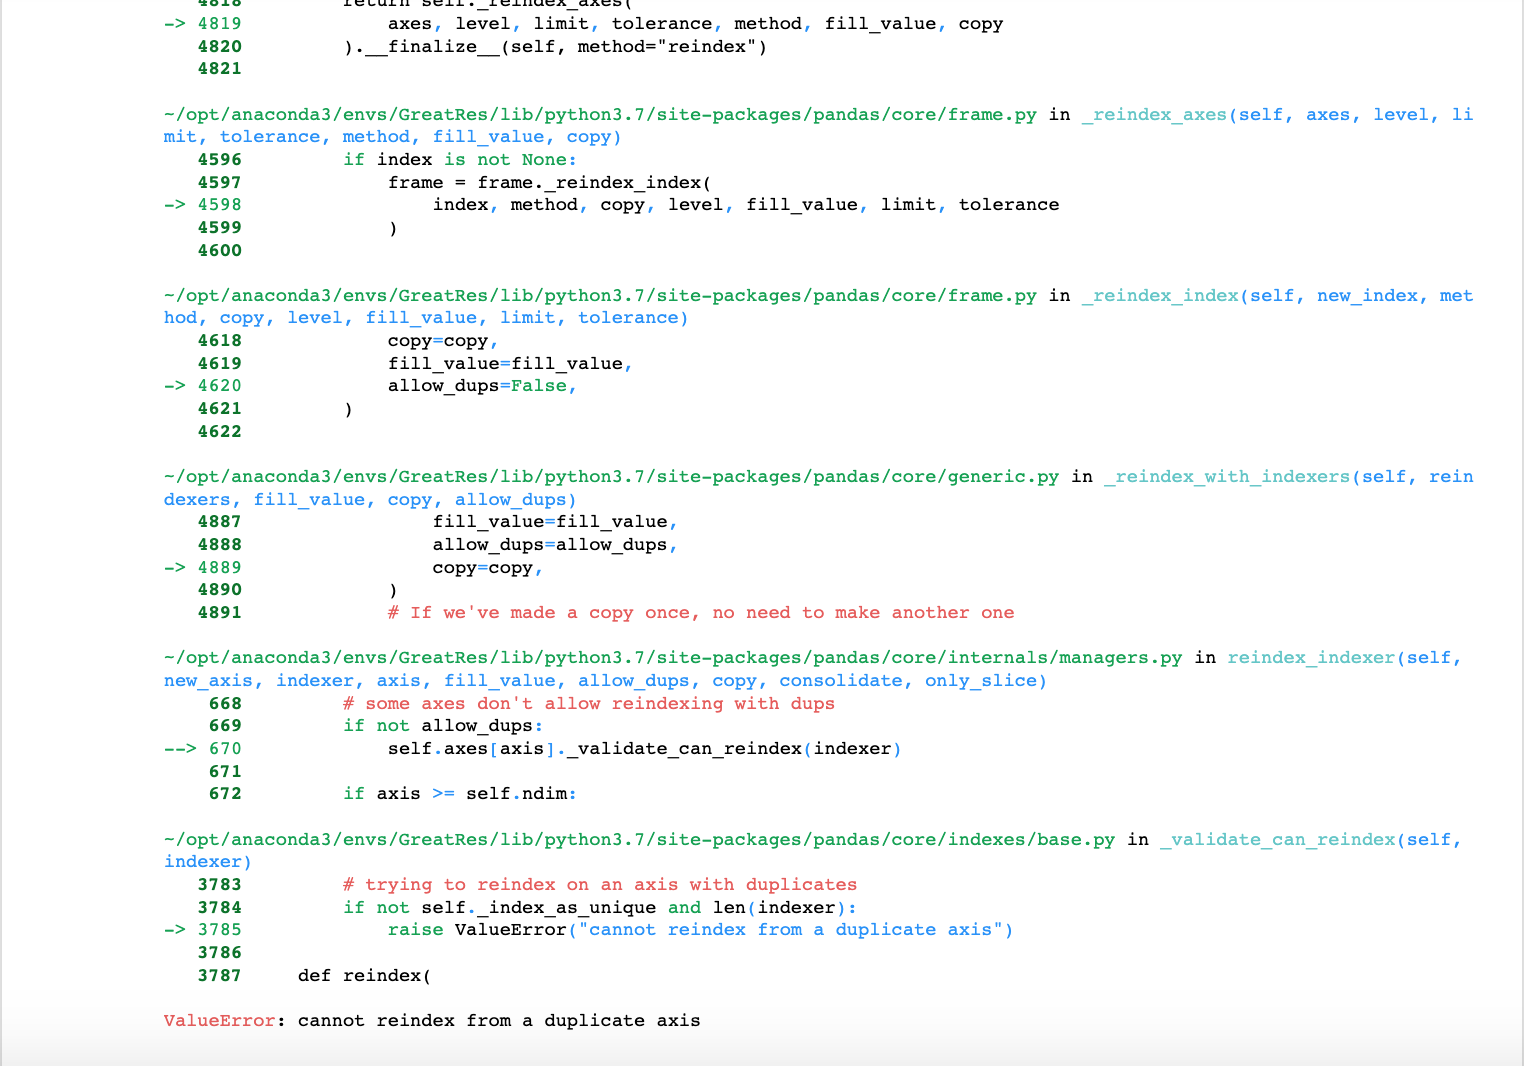 4818 return self._reindex_axes(
-> 4819 axes, level, limit, tolerance, method, fill_value, copy
4820 ).__finalize__(self, method="reindex")
4821
~/opt/anaconda3/envs/GreatRes/lib/python3.7/site-packages/pandas/core/frame.py in _reindex_axes(self, axes, level, li
mit, tolerance, method, fill_value, copy)
4596 if index is not None:
4597 frame = frame._reindex_index(
-> 4598 index, method, copy, level, fill_value, limit, tolerance
4599 )
4600
~/opt/anaconda3/envs/GreatRes/lib/python3.7/site-packages/pandas/core/frame.py in _reindex_index(self, new_index, met
hod, copy, level, fill_value, limit, tolerance)
4618 copy=copy,
4619 fill_value=fill_value,
-> 4620 allow_dups=False,
4621 )
4622
~/opt/anaconda3/envs/GreatRes/lib/python3.7/site-packages/pandas/core/generic.py in _reindex_with_indexers(self, rein
dexers, fill_value, copy, allow_dups)
4887 fill_value=fill_value,
4888 allow_dups=allow_dups,
-> 4889 copy=copy,
4890 )
4891 # If we've made a copy once, no need to make another one
~/opt/anaconda3/envs/GreatRes/lib/python3.7/site-packages/pandas/core/internals/managers.py in reindex_indexer(self,
new_axis, indexer, axis, fill_value, allow_dups, copy, consolidate, only_slice)
668 # some axes don't allow reindexing with dups
669 if not allow_dups:
--> 670 self.axes[axis]._validate_can_reindex(indexer)
671
672 if axis >= self.ndim:
~/opt/anaconda3/envs/GreatRes/lib/python3.7/site-packages/pandas/core/indexes/base.py in _validate_can_reindex(self,
indexer)
3783 # trying to reindex on an axis with duplicates
3784 if not self._index_as_unique and len(indexer):
-> 3785 raise ValueError("cannot reindex from a duplicate axis")
3786
3787 def reindex(
ValueError: cannot reindex from a duplicate axis